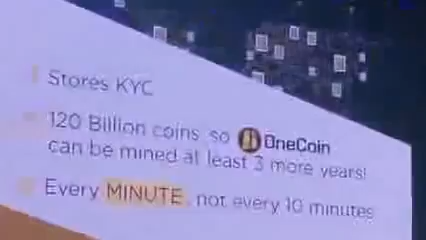 Stores KYC
120 Billion coins, so OneCoin
can be mined at least 3 more years!
Every MINUTE, not every 10 minutes